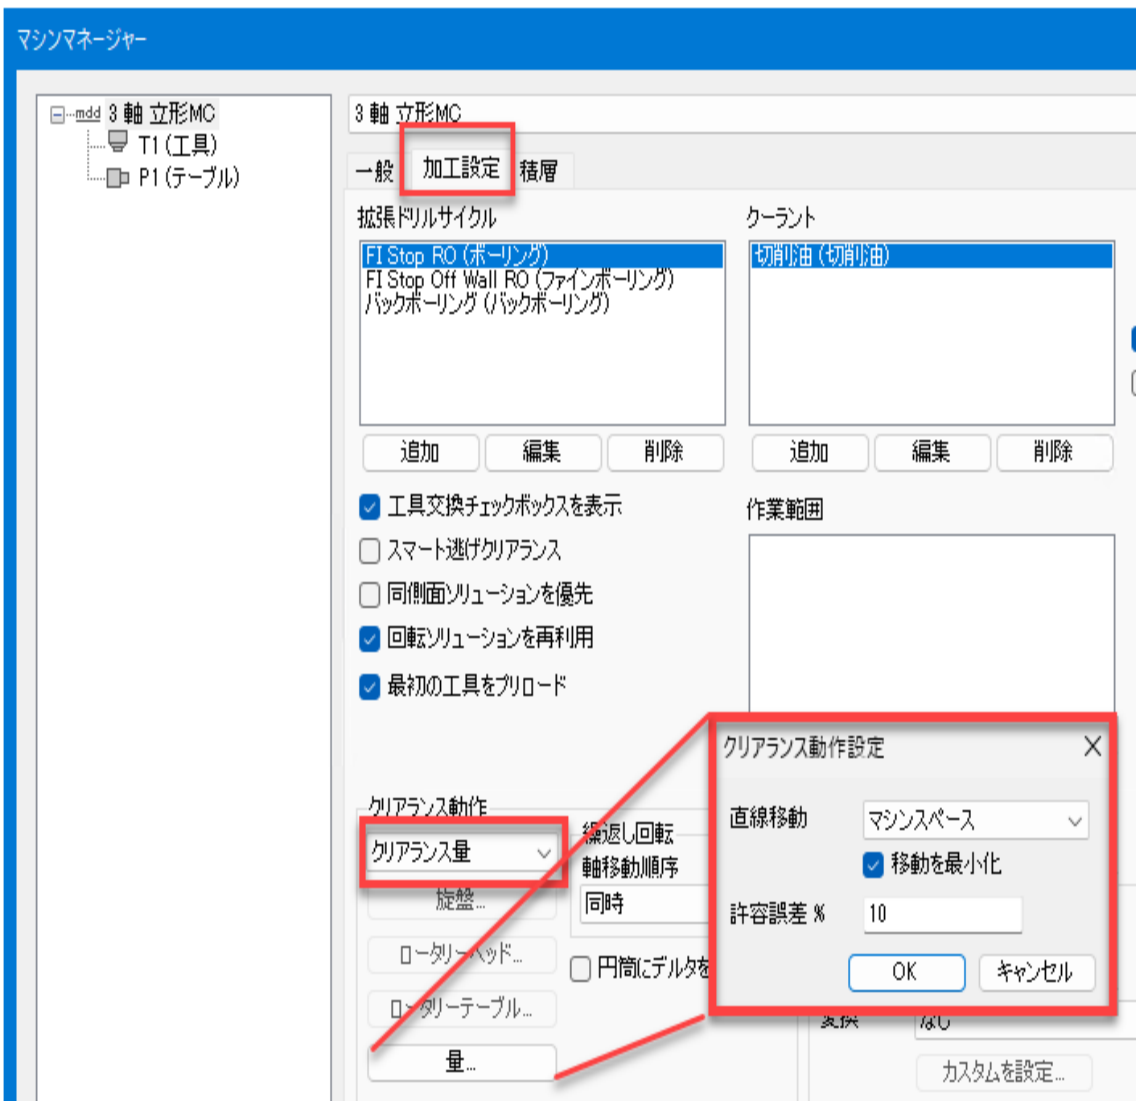 マシンマネージャー
mdd 3 軸 立形MC
T1 (工具)
P1 (テーブル)
3 軸 立形MC
一般 加工設定 積層
拡張ドリルサイクル
FI Stop RO (ボーリング)
FI Stop Off Wall RO (ファインボーリング)
バックボーリング (バックボーリング)
追加 編集 削除
クーラント
切削油 (切削油)
追加 編集 削除
工具交換チェックボックスを表示
スマート逃げクリアランス
同側面ソリューションを優先
回転ソリューションを再利用
最初の工具をプリロード
作業範囲
クリアランス動作
クリアランス量
旋盤...
ロータリーヘッド...
ロータリーテーブル...
量...
繰返し回転
軸移動順序
同時
円筒にデルタを
クリアランス動作設定
直線移動 マシンスペース
移動を最小化
許容誤差 % 10
OK キャンセル
変換 なし
カスタムを設定...